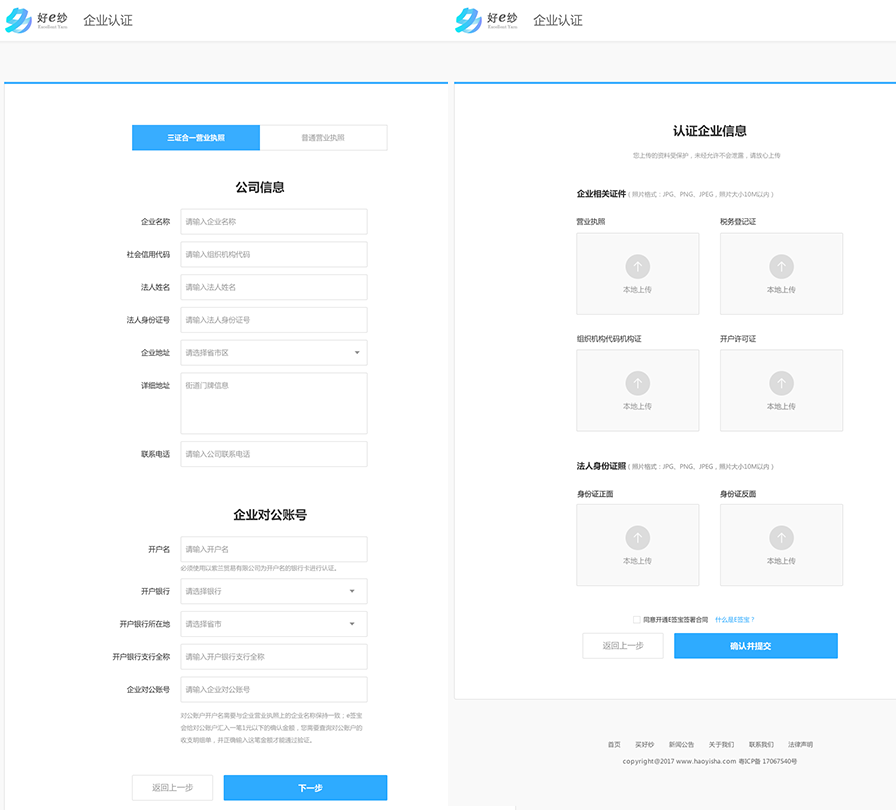 好e纱
Excellent Yarn
企业认证
三证合一营业执照
普通营业执照
公司信息
企业名称
请输入企业名称
社会信用代码
请输入组织机构代码
法人姓名
请输入法人姓名
法人身份证号
请输入法人身份证号
企业地址
请选择省市区
详细地址
街道门牌信息
联系电话
请输入公司联系电话
企业对公账号
开户名
请输入开户名
必须使用以紫三贸易有限公司为开户名的银行卡进行认证。
开户银行
请选择银行
开户银行所在地
请选择省市
开户银行支行全称
请输入开户银行支行全称
企业对公账号
请输入企业对公账号
对公账户开户名需要与企业营业执照上的企业名称保持一致；e签宝
会给对公账户汇入一笔1元以下的确认金额，您需要查询对公账户的
收支明细单，并正确输入这笔金额才能通过验证。
返回上一步
下一步
好e纱
Excellent Yarn
企业认证
认证企业信息
您上传的资料受保护，未经允许不会泄露，请放心上传
企业相关证件（照片格式：JPG、PNG、JPEG，照片大小10M以内）
营业执照
税务登记证
本地上传
本地上传
组织机构代码机构证
开户许可证
本地上传
本地上传
法人身份证照（照片格式：JPG、PNG、JPEG，照片大小10M以内）
身份证正面
身份证反面
本地上传
本地上传
同意开通E签宝签署合同 什么是E签宝？
返回上一步
确认并提交
首页 买好纱 新闻公告 关于我们 联系我们 法律声明
copyright@2017 www.haoyisha.com 粤ICP备 17067540号